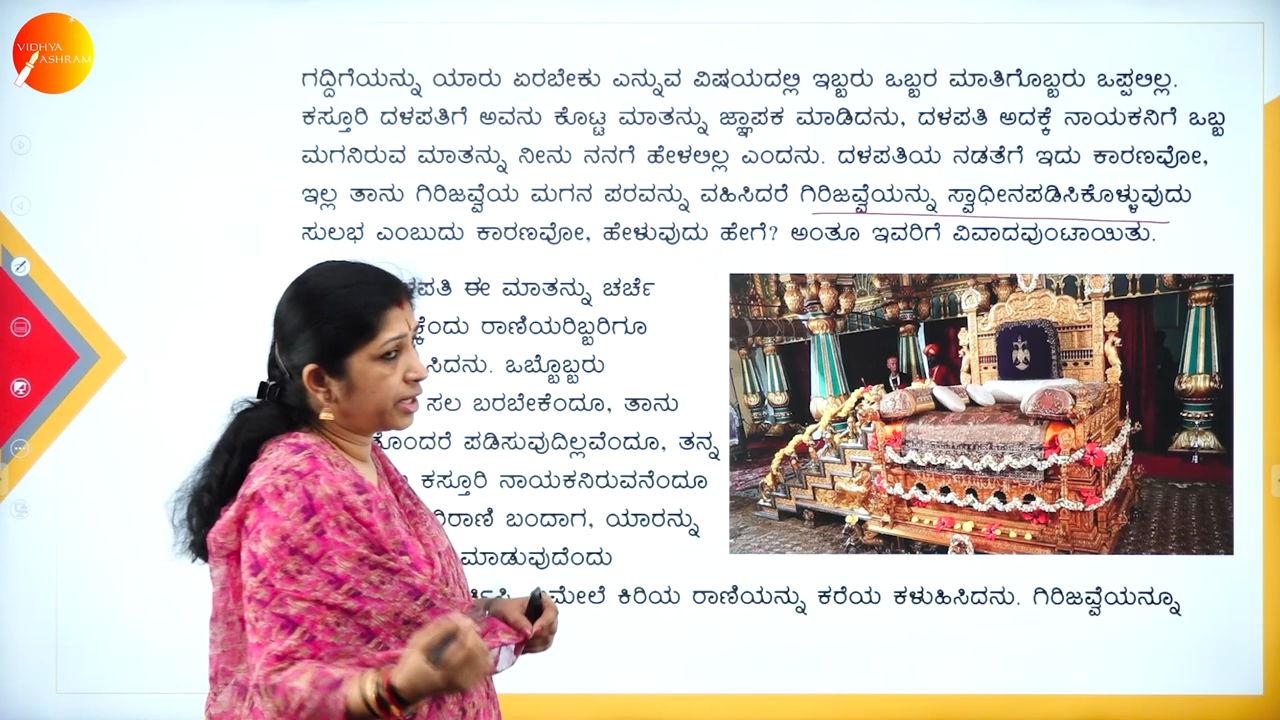 VIDHYA
ASHRAM
ಗದ್ದಿಗೆಯನ್ನು ಯಾರು ಏರಬೇಕು ಎನ್ನುವ ವಿಷಯದಲ್ಲಿ ಇಬ್ಬರು ಒಬ್ಬರ ಮಾತಿಗೊಬ್ಬರು ಒಪ್ಪಲಿಲ್ಲ.
ಕಸ್ತೂರಿ ದಳಪತಿಗೆ ಅವನು ಕೊಟ್ಟ ಮಾತನ್ನು ಜ್ಞಾಪಕ ಮಾಡಿದನು, ದಳಪತಿ ಅದಕ್ಕೆ ನಾಯಕನಿಗೆ ಒಬ್ಬ
ಮಗನಿರುವ ಮಾತನ್ನು ನೀನು ನನಗೆ ಹೇಳಲಿಲ್ಲ ಎಂದನು. ದಳಪತಿಯ ನಡತೆಗೆ ಇದು ಕಾರಣವೋ,
ಇಲ್ಲ ತಾನು ಗಿರಿಜವ್ವೆಯ ಮಗನ ಪರವನ್ನು ವಹಿಸಿದರೆ ಗಿರಿಜವ್ವೆಯನ್ನು ಸ್ವಾಧೀನಪಡಿಸಿಕೊಳ್ಳುವುದು
ಸುಲಭ ಎಂಬುದು ಕಾರಣವೋ, ಹೇಳುವುದು ಹೇಗೆ? ಅಂತೂ ಇವರಿಗೆ ವಿವಾದವುಂಟಾಯಿತು.
ಳಪತಿ ಈ ಮಾತನ್ನು ಚರ್ಚೆ
ಕ್ಕೆಂದು ರಾಣಿಯರಿಬ್ಬರಿಗೂ
ಸಿದನು. ಒಬ್ಬೊಬ್ಬರು
ಸಲ ಬರಬೇಕೆಂದೂ, ತಾನು
ತೊಂದರೆ ಪಡಿಸುವುದಿಲ್ಲವೆಂದೂ, ತನ್ನ
ಕಸ್ತೂರಿ ನಾಯಕನಿರುವನೆಂದೂ
ರಿರಾಣಿ ಬಂದಾಗ, ಯಾರನ್ನು
ಮಾಡುವುದೆಂದು
ಮೇಲೆ ಕಿರಿಯ ರಾಣಿಯನ್ನು ಕರೆಯ ಕಳುಹಿಸಿದನು. ಗಿರಿಜವ್ವೆಯನ್ನೂ